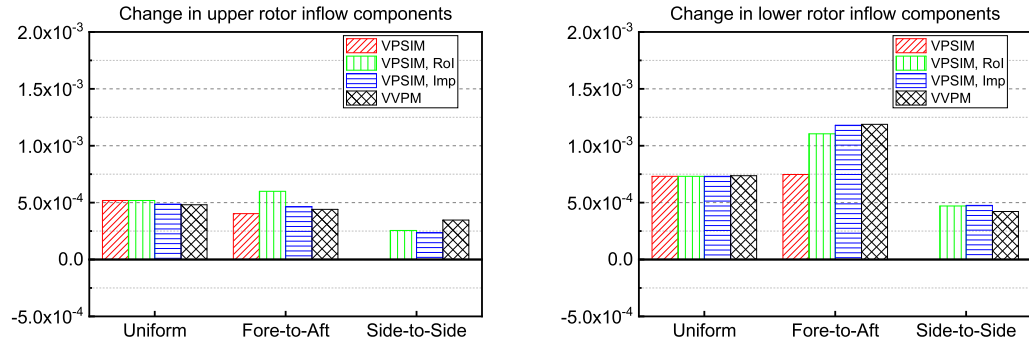 Change in upper rotor inflow components
2.0x10⁻³
1.5x10⁻³
1.0x10⁻³
5.0x10⁻⁴
0.0
-5.0x10⁻⁴
VPSIM
VPSIM, RoI
VPSIM, Imp
VVPM
Uniform Fore-to-Aft Side-to-Side
Change in lower rotor inflow components
2.0x10⁻³
1.5x10⁻³
1.0x10⁻³
5.0x10⁻⁴
0.0
-5.0x10⁻⁴
VPSIM
VPSIM, RoI
VPSIM, Imp
VVPM
Uniform Fore-to-Aft Side-to-Side